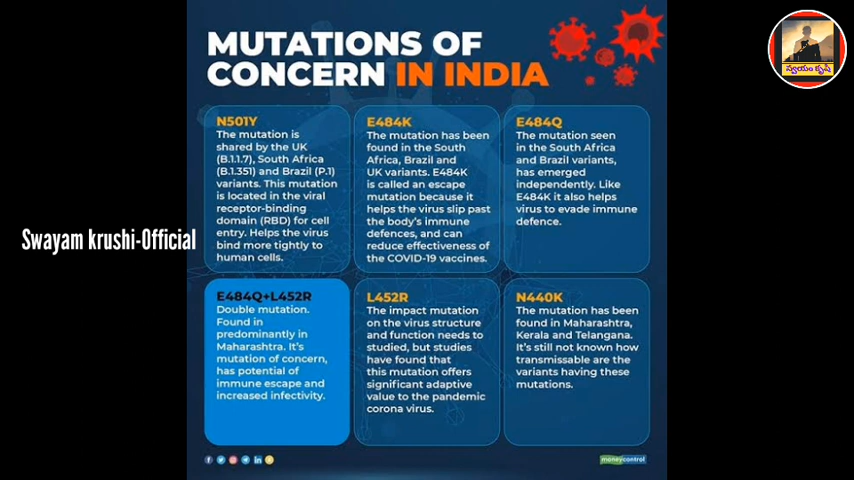 MUTATIONS OF
CONCERN IN INDIA
స్వయం కృషి
Swayam krushi-Official
N501Y
The mutation is
shared by the UK
(B.1.1.7), South Africa
(B.1.351) and Brazil (P.1)
variants. This mutation
is located in the viral
receptor-binding
domain (RBD) for cell
entry. Helps the virus
bind more tightly to
human cells.
E484K
The mutation has been
found in the South
Africa, Brazil and
UK variants. E484K
is called an escape
mutation because it
helps the virus slip past
the body's immune
defences, and can
reduce effectiveness of
the COVID-19 vaccines.
E484Q
The mutation seen
in the South Africa
and Brazil variants,
has emerged
independently. Like
E484K it also helps
virus to evade immune
defence.
E484Q+L452R
Double mutation.
Found in
predominantly in
Maharashtra. It's
mutation of concern,
has potential of
immune escape and
increased infectivity.
L452R
The impact mutation
on the virus structure
and function needs to
studied, but studies
have found that
this mutation offers
significant adaptive
value to the pandemic
corona virus.
N440K
The mutation has been
found in Maharashtra,
Kerala and Telangana.
It's still not known how
transmissable are the
variants having these
mutations.
moneycontrol